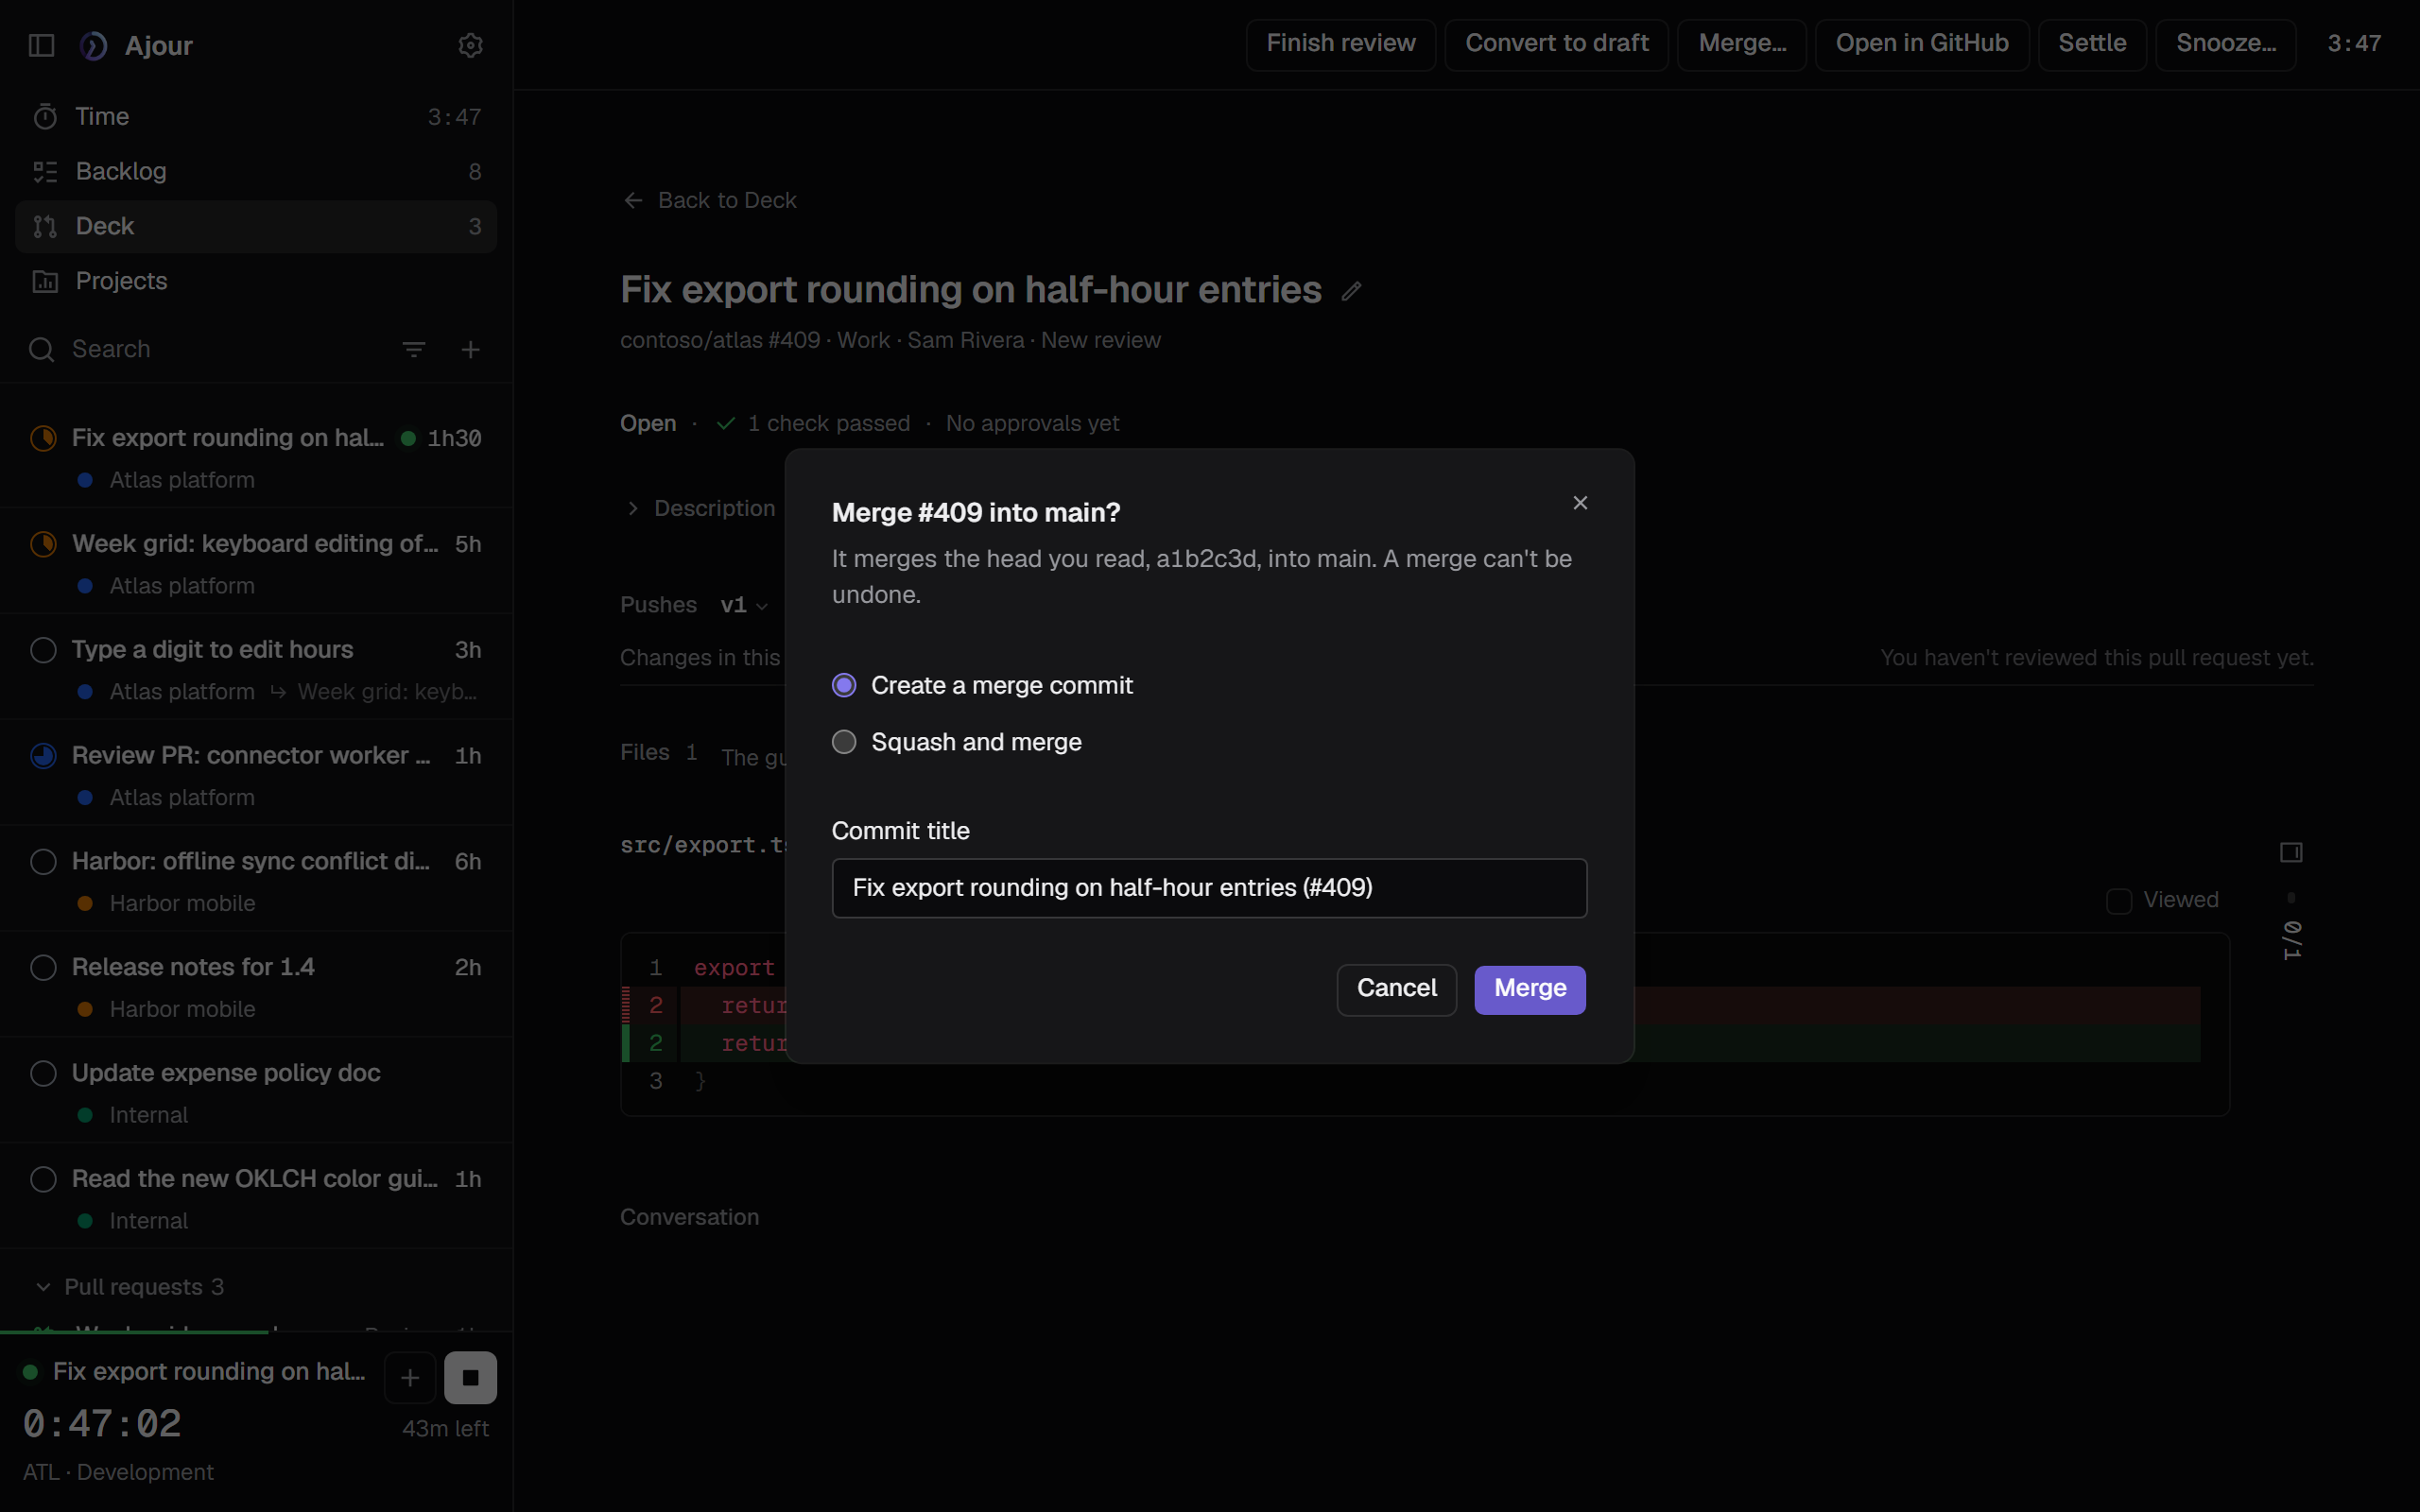 Ajour
Time 3:47
Backlog 8
Deck 3
Projects
Search
Fix export rounding on hal... 1h30
Atlas platform
Week grid: keyboard editing of... 5h
Atlas platform
Type a digit to edit hours 3h
Atlas platform Week grid: keyb...
Review PR: connector worker ... 1h
Atlas platform
Harbor: offline sync conflict di... 6h
Harbor mobile
Release notes for 1.4 2h
Harbor mobile
Update expense policy doc
Internal
Read the new OKLCH color gui... 1h
Internal
Pull requests 3
Fix export rounding on hal...
0:47:02 43m left
ATL · Development
Finish review Convert to draft Merge... Open in GitHub Settle Snooze... 3:47
Back to Deck
Fix export rounding on half-hour entries
contoso/atlas #409 · Work · Sam Rivera · New review
Open · 1 check passed · No approvals yet
Description
Pushes v1
Changes in this You haven't reviewed this pull request yet.
Files 1 The
src/export.
Viewed
0/1
1 export
2 retur
2 retur
3 }
Conversation
Merge #409 into main?
It merges the head you read, a1b2c3d, into main. A merge can't be
undone.
Create a merge commit
Squash and merge
Commit title
Fix export rounding on half-hour entries (#409)
Cancel Merge